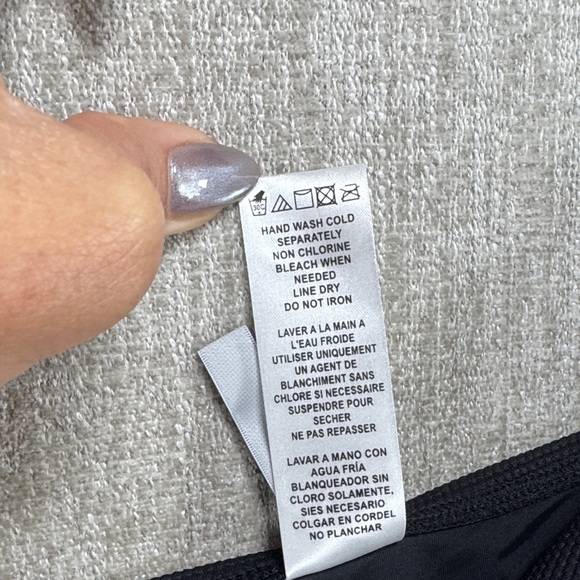 30C
HAND WASH COLD
SEPARATELY
NON CHLORINE
BLEACH WHEN
NEEDED
LINE DRY
DO NOT IRON
LAVER A LA MAIN A
L'EAU FROIDE
UTILISER UNIQUEMENT
UN AGENT DE
BLANCHIMENT SANS
CHLORE SI NECESSAIRE
SUSPENDRE POUR
SECHER
NE PAS REPASSER
LAVAR A MANO CON
AGUA FRÍA
BLANQUEADOR SIN
CLORO SOLAMENTE,
SIES NECESARIO
COLGAR EN CORDEL
NO PLANCHAR